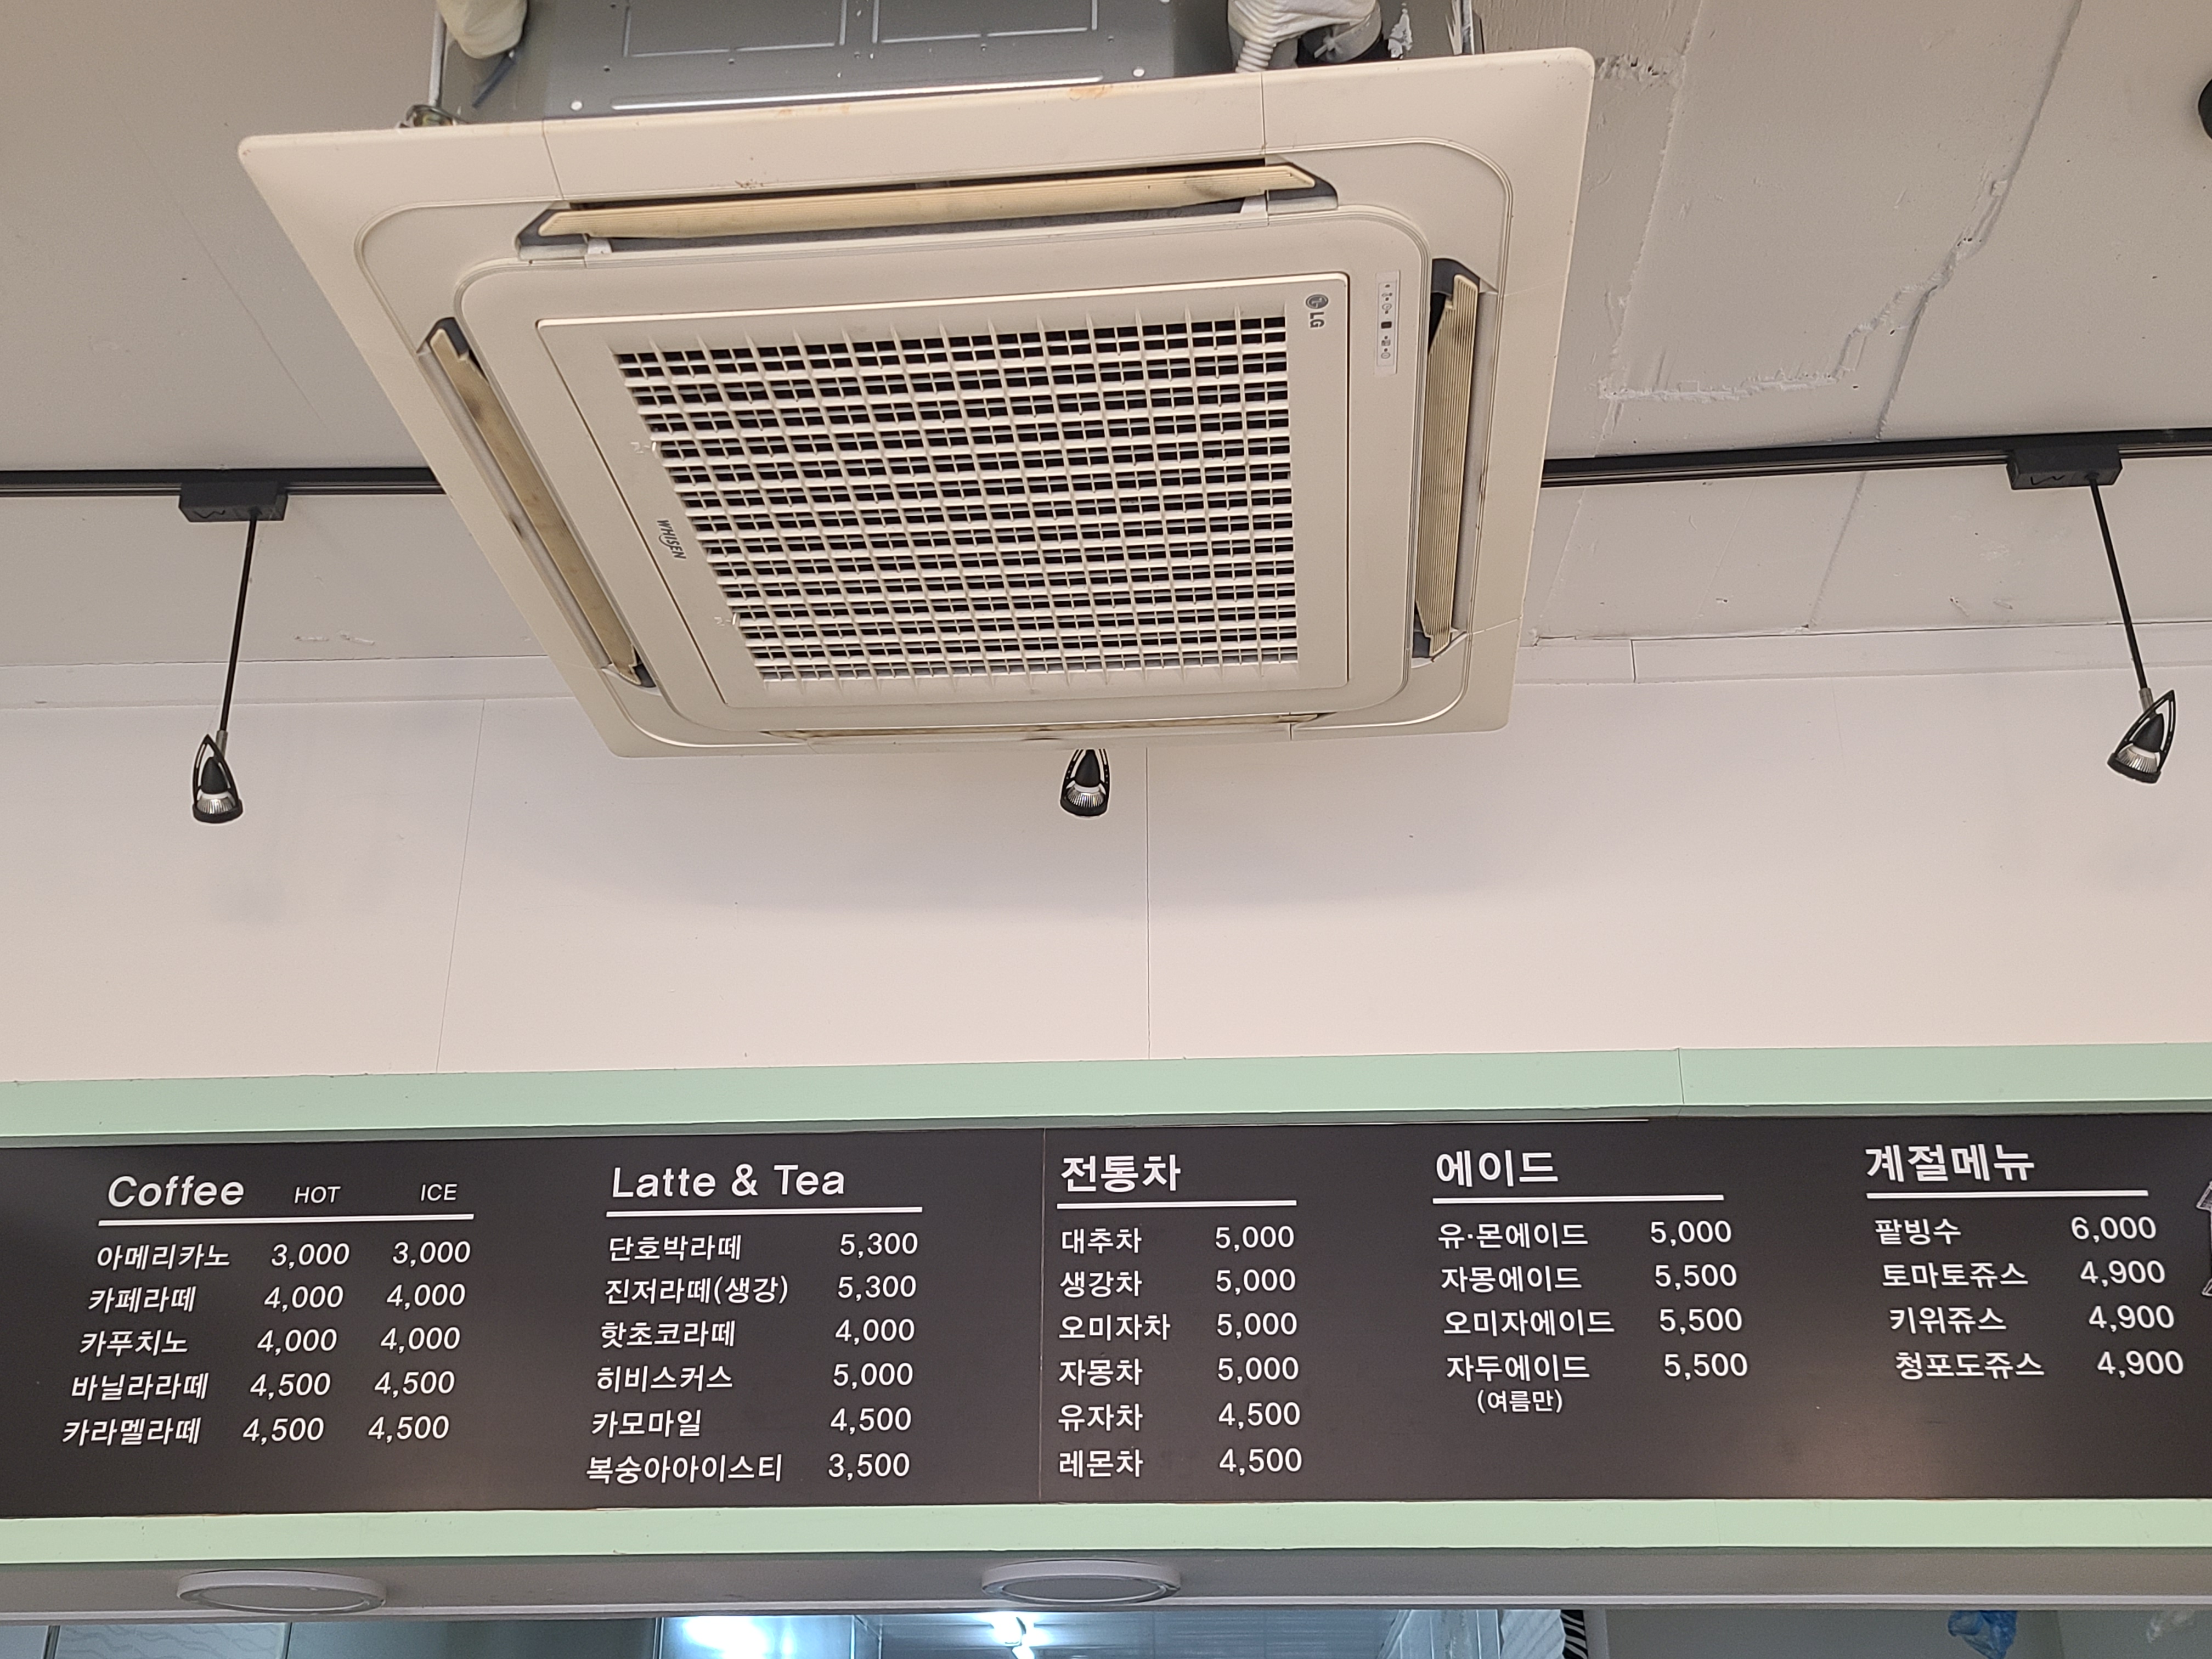 LG
WHISEN
Coffee HOT ICE
아메리카노 3,000 3,000
카페라떼 4,000 4,000
카푸치노 4,000 4,000
바닐라라떼 4,500 4,500
카라멜라떼 4,500 4,500
Latte & Tea
단호박라떼 5,300
진저라떼(생강) 5,300
핫초코라떼 4,000
히비스커스 5,000
카모마일 4,500
복숭아아이스티 3,500
전통차
대추차 5,000
생강차 5,000
오미자차 5,000
자몽차 5,000
유자차 4,500
레몬차 4,500
에이드
유·몬에이드 5,000
자몽에이드 5,500
오미자에이드 5,500
자두에이드 5,500
(여름만)
계절메뉴
팥빙수 6,000
토마토쥬스 4,900
키위쥬스 4,900
청포도쥬스 4,900